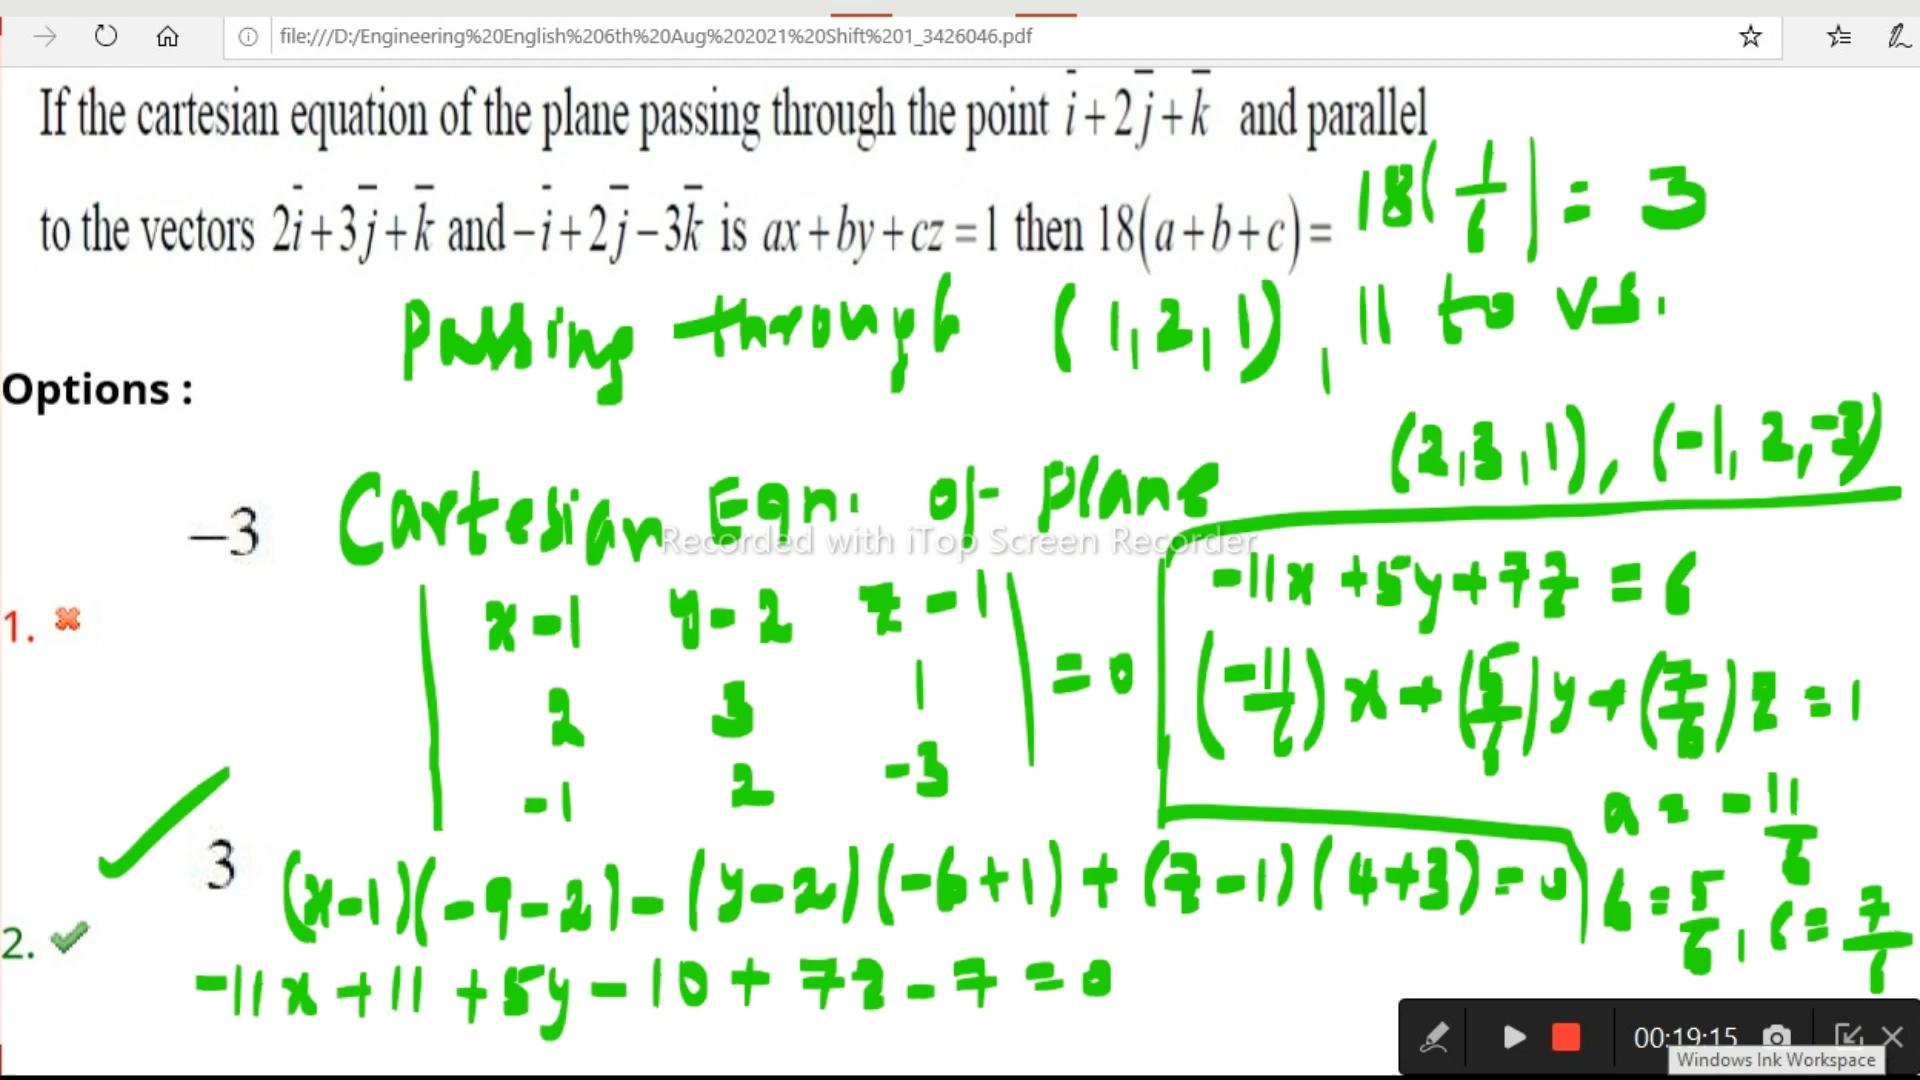 file:///D:/Engineering%20English%206th%20Aug%202021%20Shift%201_3426046.pdf
If the cartesian equation of the plane passing through the point i̅+2j̅+k̅ and parallel
to the vectors 2i̅+3j̅+k̅ and-i̅+2j̅-3k̅ is ax+by+cz=1 then 18(a+b+c)= 18(1/6) = 3
Passing through (1,2,1), 11 to vs.
Options :
(2,3,1), (-1,2,-3)
-3
Cartesian Eqn. of plane
Recorded with iTop Screen Recorder
-11x+5y+7z=6
x-1 y-2 z-1
1.
2 3 1 =0
(-11/6)x+(5/6)y+(7/6)z=1
-1 2 -3
a=-11/6
3
(x-1)(-9-2)-(y-2)(-6+1)+(z-1)(4+3)=0
b=5/6, c=7/6
2.
-11x+11+5y-10+7z-7=0
00:19:15
Windows Ink Workspace